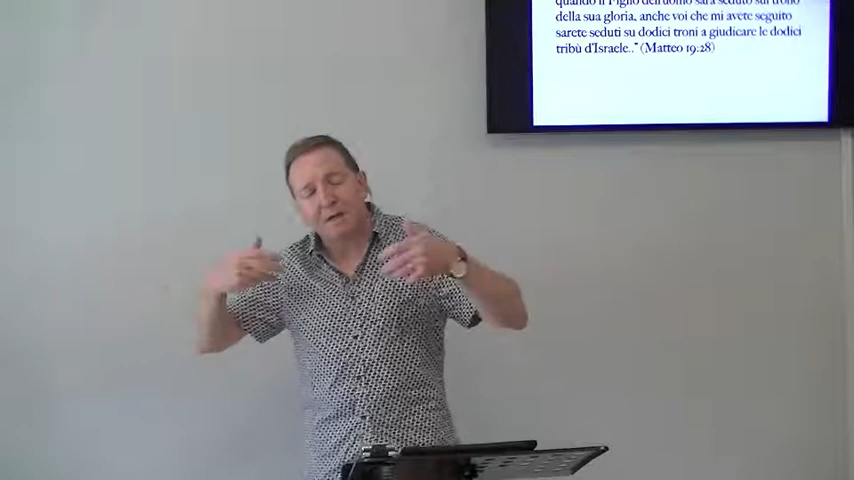 quando il Figlio dell'uomo sarà seduto sul trono
della sua gloria, anche voi che mi avete seguito
sarete seduti su dodici troni a giudicare le dodici
tribù d'Israele.." (Matteo 19:28)